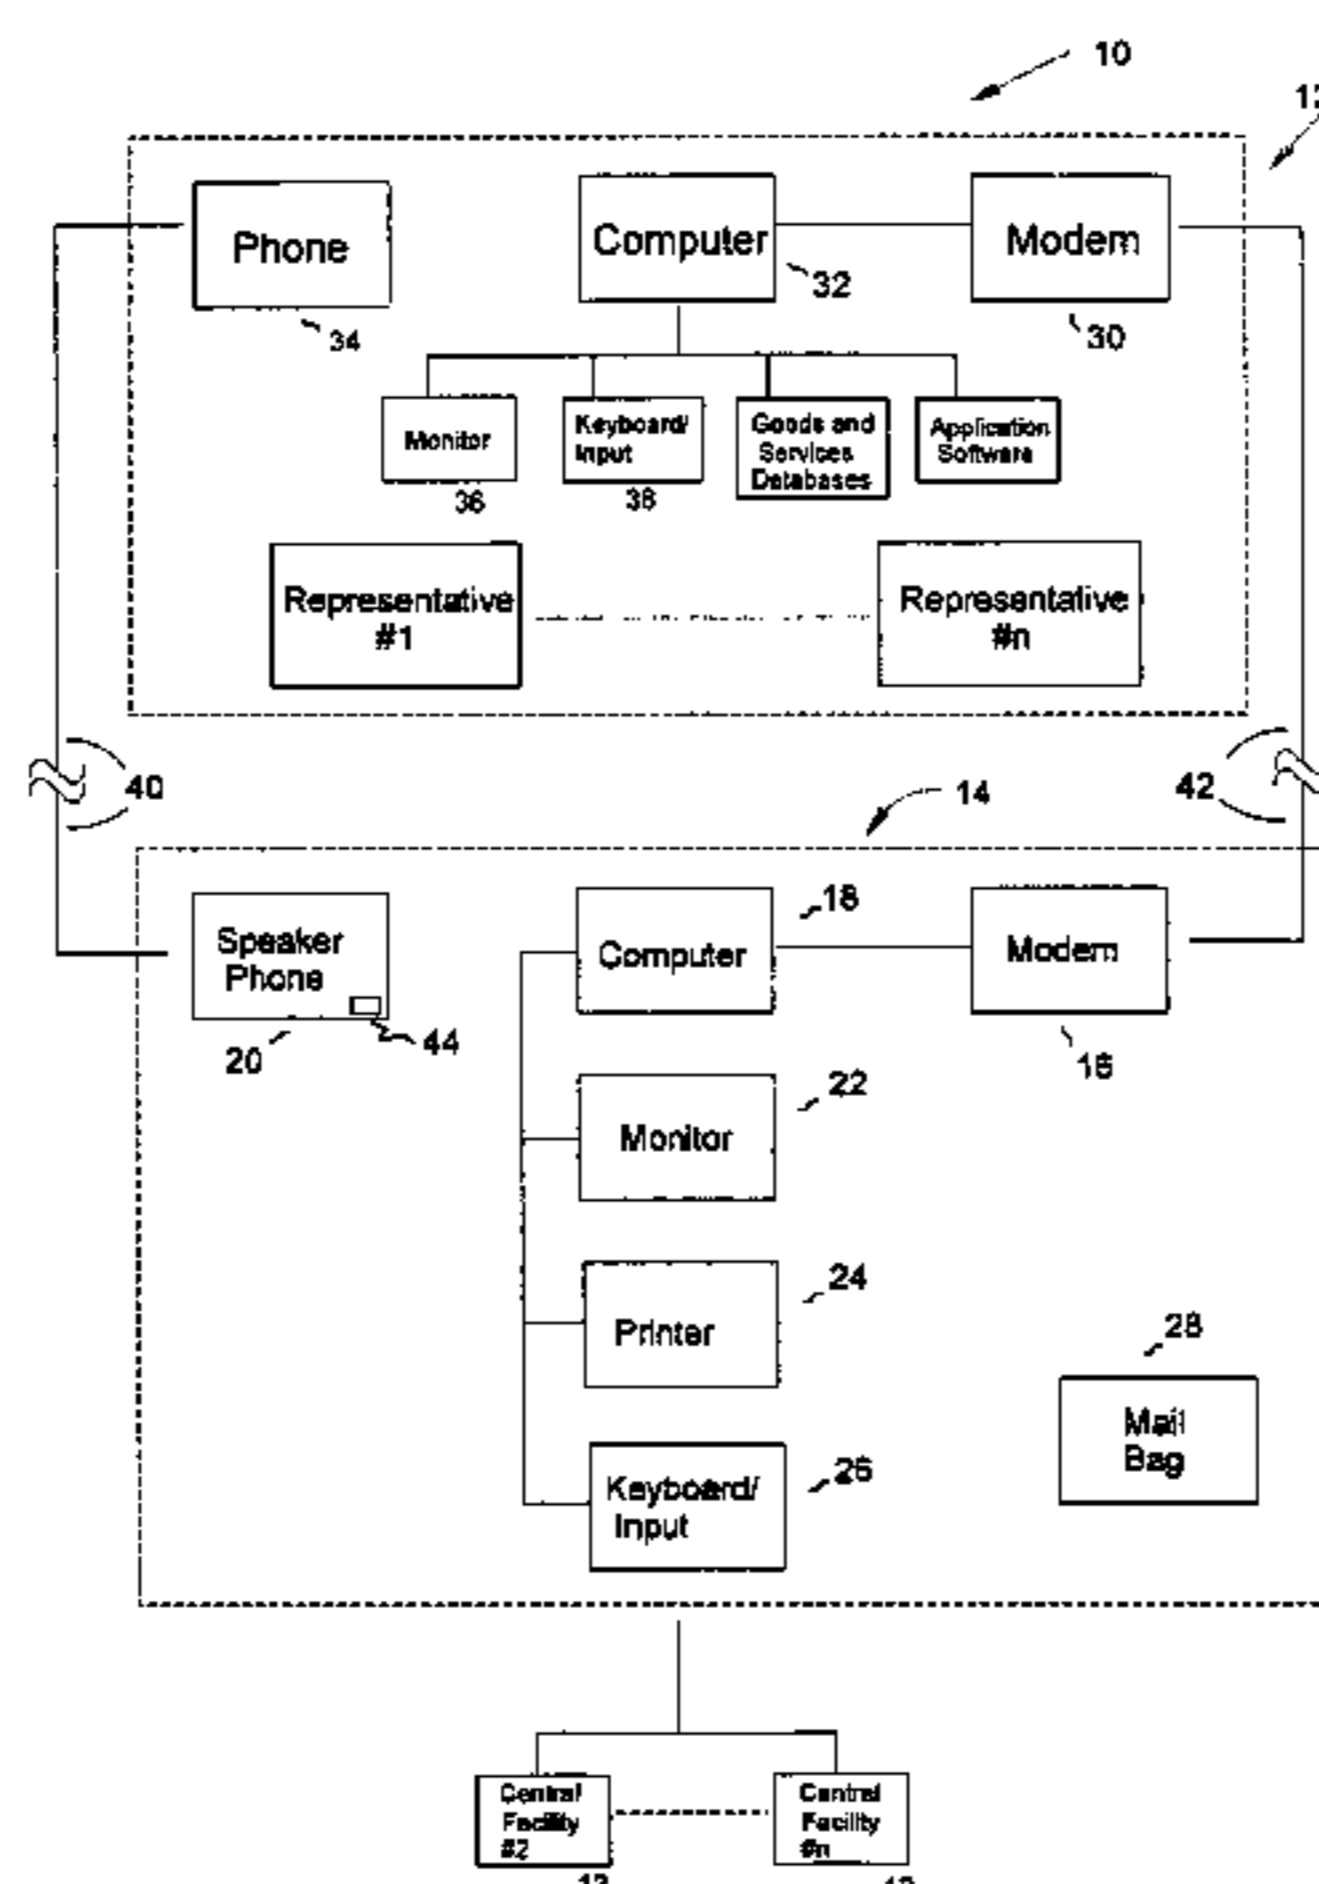 10
Phone
Computer
Modem
34
32
30
Monitor
Keyboard/
Input
Goods and
Services
Databases
Application
Software
36
38
Representative
#1
Representative
#n
40
42
14
Speaker
Phone
Computer
18
Modem
20
44
16
Monitor
22
Printer
24
28
Mail
Bag
Keyboard/
Input
26
Central
Facility
#2
Central
Facility
#n